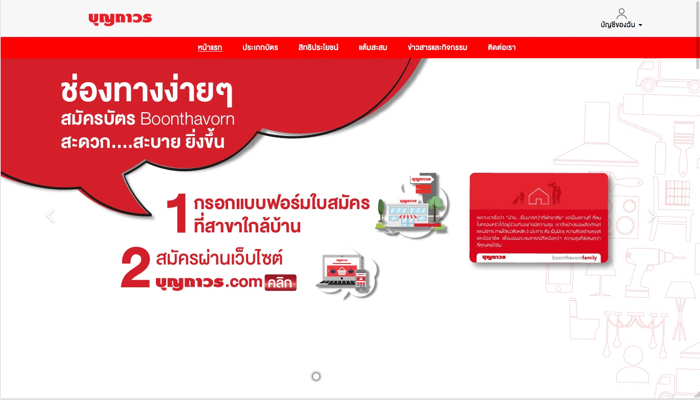 บุญถาวร
บัญชีของฉัน
หน้าแรก ประเภทบัตร สิทธิประโยชน์ แต้มสะสม ข่าวสารและกิจกรรม ติดต่อเรา
ช่องทางง่ายๆ
สมัครบัตร Boonthavorn
สะดวก....สะบาย ยิ่งขึ้น
1 กรอกแบบฟอร์มใบสมัคร
ที่สาขาใกล้บ้าน
2 สมัครผ่านเว็บไซต์
บุญถาวร.com คลิก
บุญถาวร
บุญถาวร boonthavornfamily